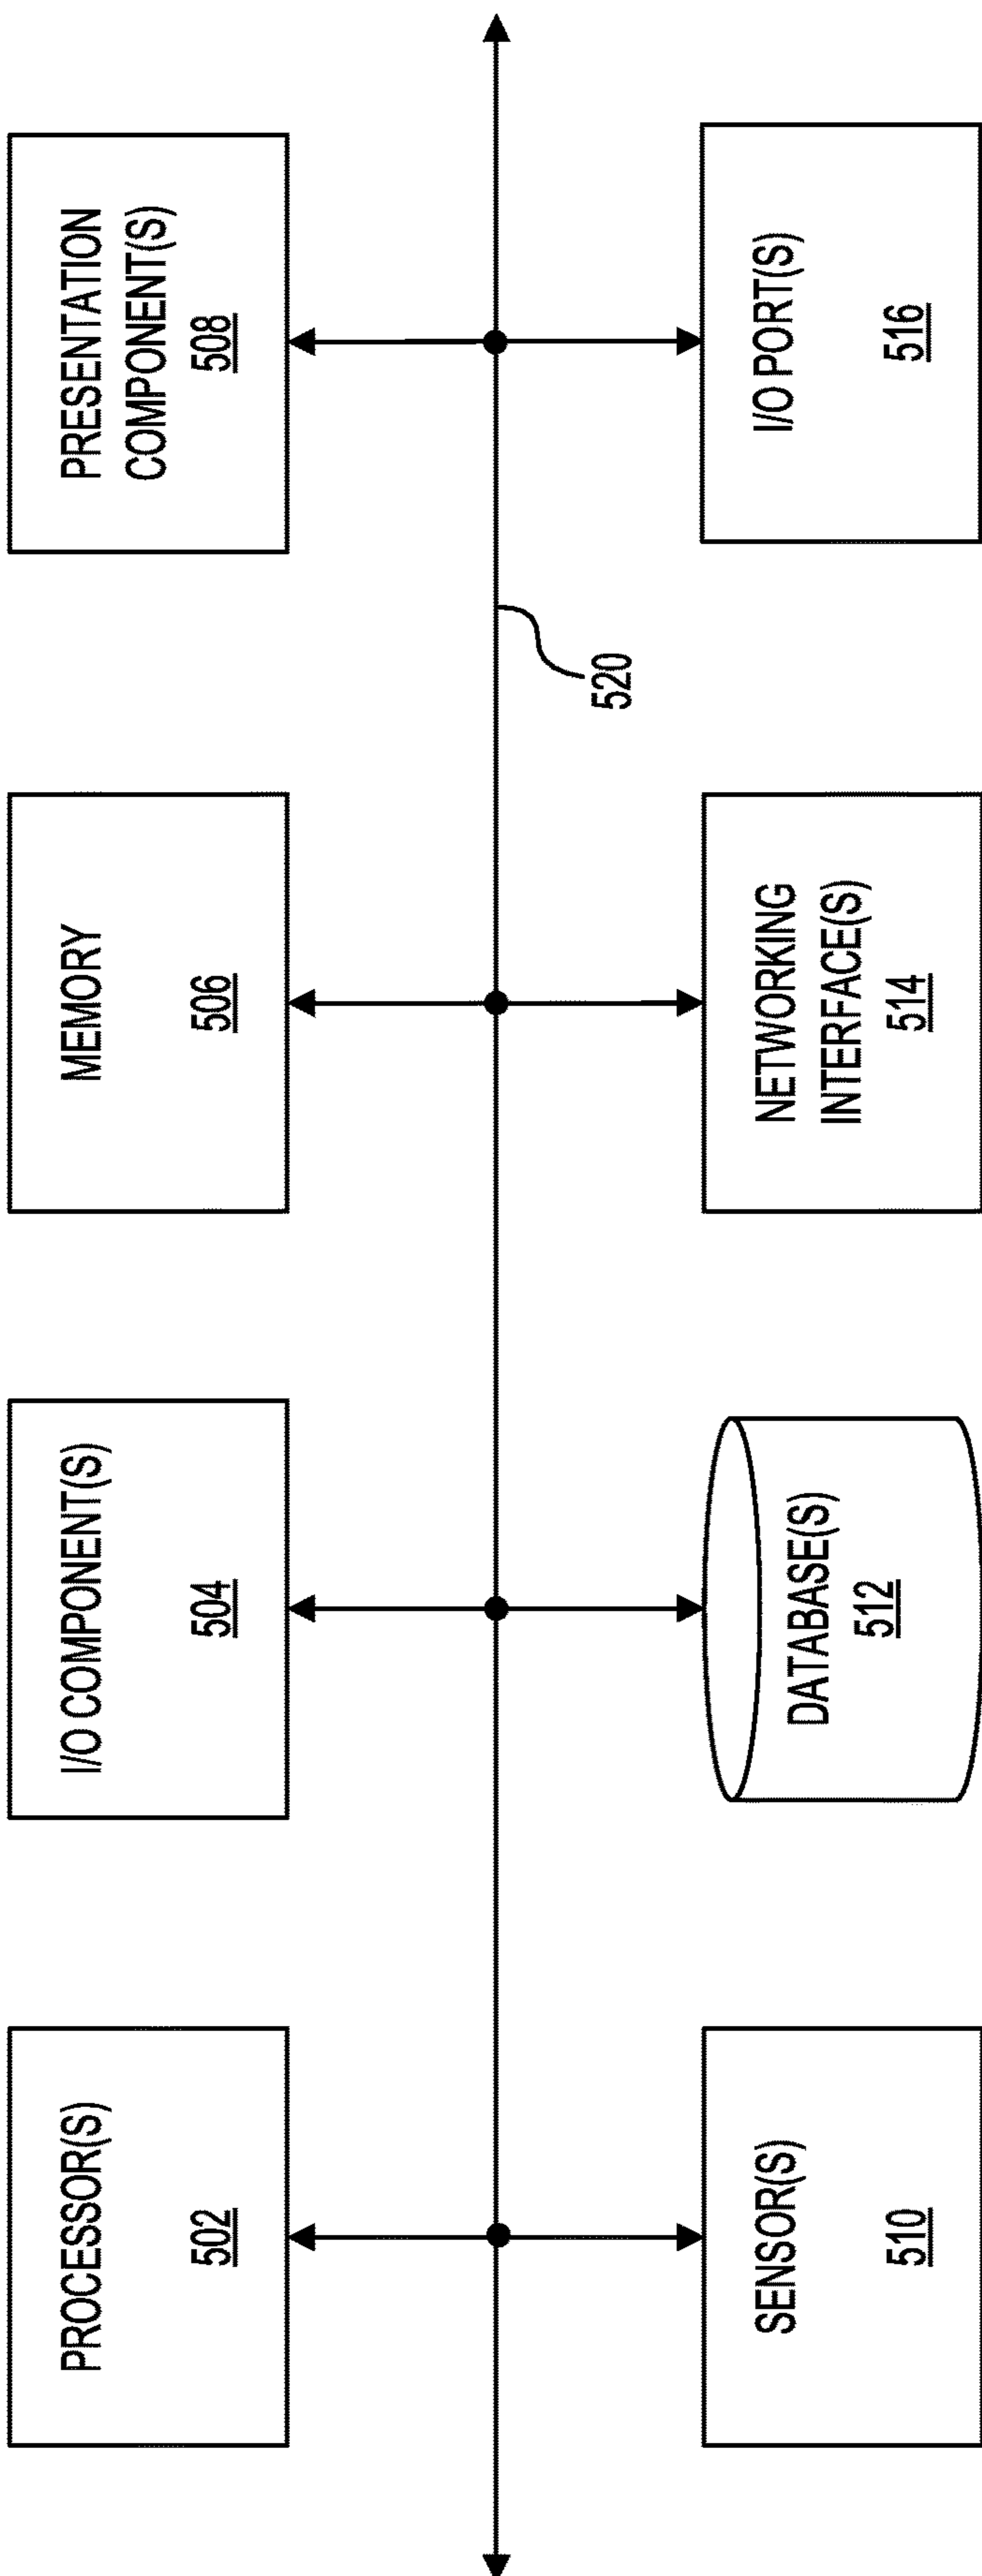 PROCESSOR(S)
502
I/O COMPONENT(S)
504
MEMORY
506
PRESENTATION
COMPONENT(S)
508
520
SENSOR(S)
510
DATABASE(S)
512
NETWORKING
INTERFACE(S)
514
I/O PORT(S)
516